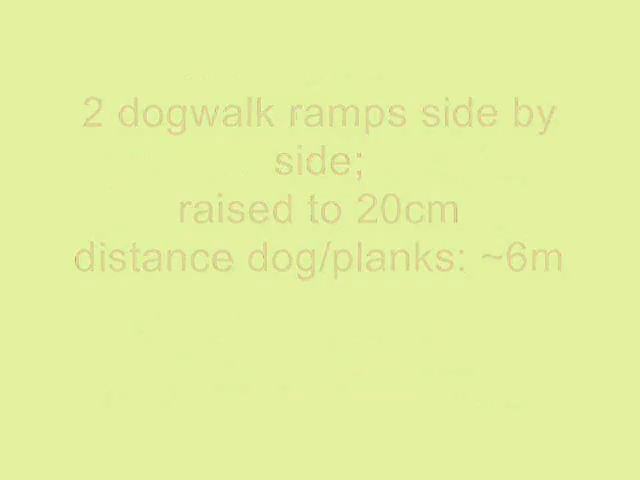 2 dogwalk ramps side by
side;
raised to 20cm
distance dog/planks: ~6m